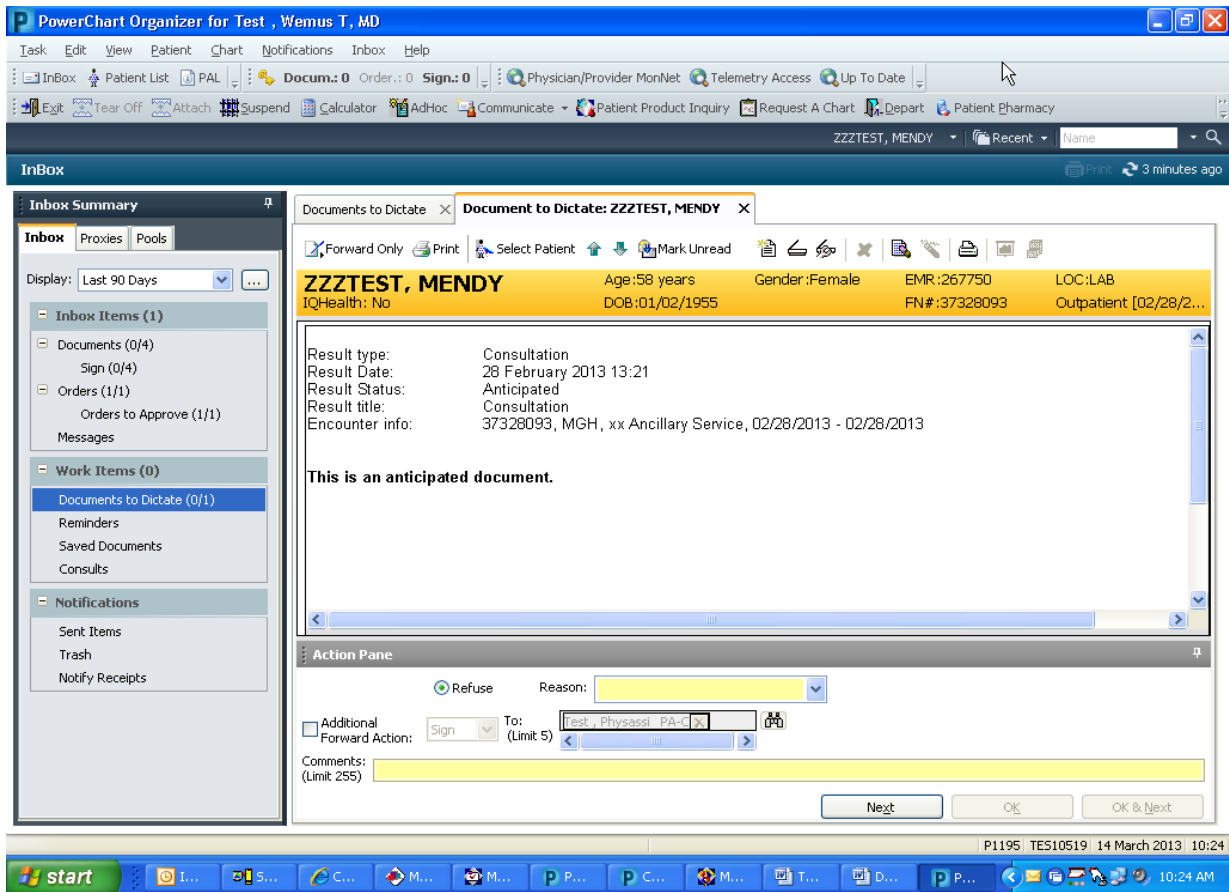 PowerChart Organizer for Test , Wemus T, MD
Task Edit View Patient Chart Notifications Inbox Help
InBox Patient List PAL Docum.: 0 Order.: 0 Sign.: 0 Physician/Provider MonNet Telemetry Access Up To Date
Exit Tear Off Attach Suspend Calculator AdHoc Communicate Patient Product Inquiry Request A Chart Depart Patient Pharmacy
ZZZTEST, MENDY Recent Name
InBox Print 3 minutes ago
Inbox Summary
Inbox Proxies Pools
Display: Last 90 Days ...
Inbox Items (1)
Documents (0/4)
Sign (0/4)
Orders (1/1)
Orders to Approve (1/1)
Messages
Work Items (0)
Documents to Dictate (0/1)
Reminders
Saved Documents
Consults
Notifications
Sent Items
Trash
Notify Receipts
Documents to Dictate Document to Dictate: ZZZTEST, MENDY
Forward Only Print Select Patient Mark Unread
ZZZTEST, MENDY Age:58 years Gender:Female EMR:267750 LOC:LAB
IQHealth: No DOB:01/02/1955 FN#:37328093 Outpatient [02/28/2...
Result type: Consultation
Result Date: 28 February 2013 13:21
Result Status: Anticipated
Result title: Consultation
Encounter info: 37328093, MGH, xx Ancillary Service, 02/28/2013 - 02/28/2013
This is an anticipated document.
Action Pane
Refuse Reason:
Additional Forward Action: Sign To: (Limit 5) Test , Physassi PA-C
Comments: (Limit 255)
Next OK OK & Next
P1195 TES10519 14 March 2013 10:24
start I... S... C... M... M... P... C... M... T... D... P... 10:24 AM